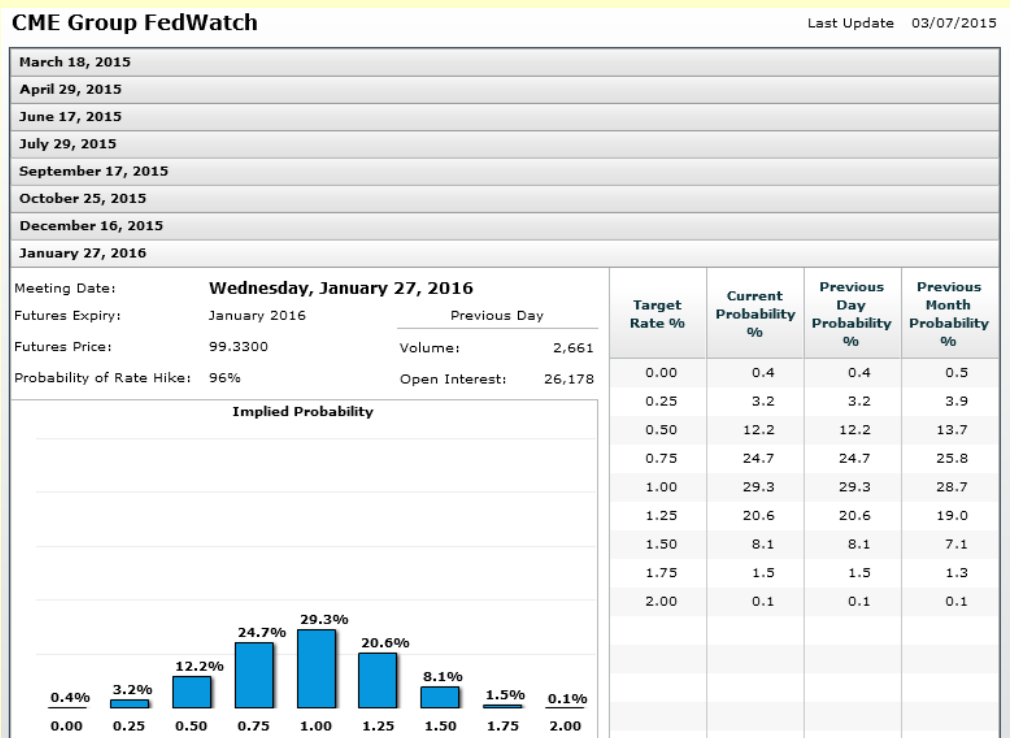 CME Group FedWatch
Last Update 03/07/2015
March 18, 2015
April 29, 2015
June 17, 2015
July 29, 2015
September 17, 2015
October 25, 2015
December 16, 2015
January 27, 2016
Meeting Date: Wednesday, January 27, 2016
Futures Expiry: January 2016 Previous Day
Futures Price: 99.3300 Volume: 2,661
Probability of Rate Hike: 96% Open Interest: 26,178
Implied Probability
0.4% 3.2% 12.2% 24.7% 29.3% 20.6% 8.1% 1.5% 0.1%
0.00 0.25 0.50 0.75 1.00 1.25 1.50 1.75 2.00
Target Rate % Current Probability % Previous Day Probability % Previous Month Probability %
0.00 0.4 0.4 0.5
0.25 3.2 3.2 3.9
0.50 12.2 12.2 13.7
0.75 24.7 24.7 25.8
1.00 29.3 29.3 28.7
1.25 20.6 20.6 19.0
1.50 8.1 8.1 7.1
1.75 1.5 1.5 1.3
2.00 0.1 0.1 0.1